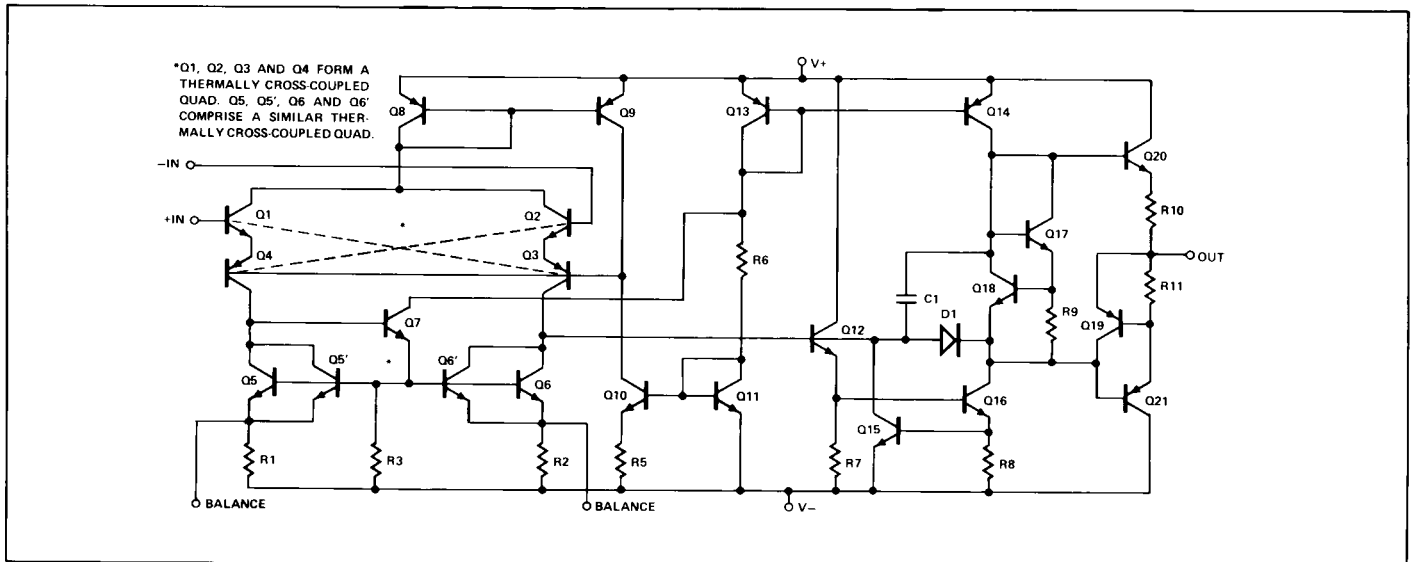 *Q1, Q2, Q3 AND Q4 FORM A
THERMALLY CROSS-COUPLED
QUAD. Q5, Q5', Q6 AND Q6'
COMPRISE A SIMILAR THER-
MALLY CROSS-COUPLED QUAD.
V+
Q8
Q9
Q13
Q14
Q20
-IN
+IN
Q1
Q2
*
Q17
R10
Q4
Q3
OUT
R6
C1
Q18
R11
Q7
Q12
D1
R9
Q19
Q5
Q5'
*
Q6'
Q6
Q10
Q11
Q16
Q21
Q15
R1
R3
R2
R5
R7
R8
BALANCE
BALANCE
V-